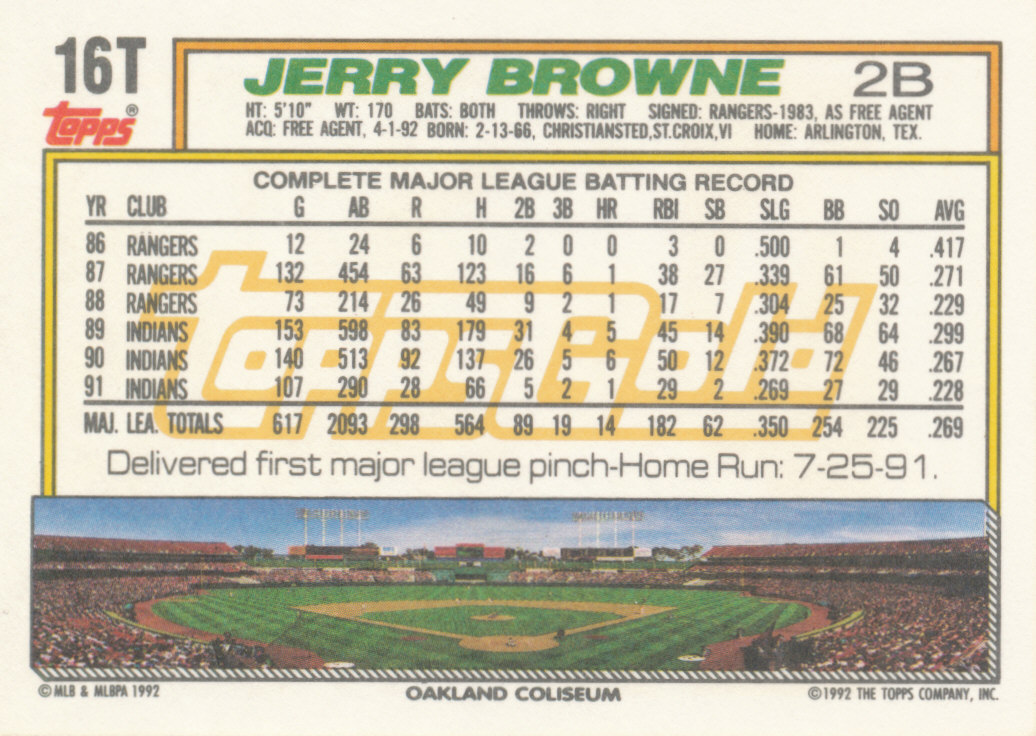 16T
topps®
JERRY BROWNE 2B
HT: 5'10" WT: 170 BATS: BOTH THROWS: RIGHT SIGNED: RANGERS-1983, AS FREE AGENT
ACQ: FREE AGENT, 4-1-92 BORN: 2-13-66, CHRISTIANSTED,ST.CROIX,VI HOME: ARLINGTON, TEX.
COMPLETE MAJOR LEAGUE BATTING RECORD
YR CLUB G AB R H 2B 3B HR RBI SB SLG BB SO AVG
86 RANGERS 12 24 6 10 2 0 0 3 0 .500 1 4 .417
87 RANGERS 132 454 63 123 16 6 1 38 27 .339 61 50 .271
88 RANGERS 73 214 26 49 9 2 1 17 7 .304 25 32 .229
89 INDIANS 153 598 83 179 31 4 5 45 14 .390 68 64 .299
90 INDIANS 140 513 92 137 26 5 6 50 12 .372 72 46 .267
91 INDIANS 107 290 28 66 5 2 1 29 2 .269 27 29 .228
MAJ. LEA. TOTALS 617 2093 298 564 89 19 14 182 62 .350 254 225 .269
ToppsGold
Delivered first major league pinch-Home Run: 7-25-91.
© MLB & MLBPA 1992 OAKLAND COLISEUM © 1992 THE TOPPS COMPANY, INC.